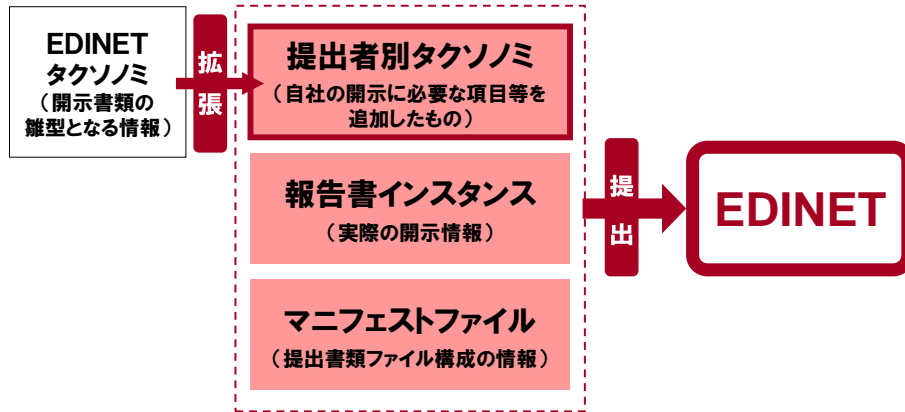 EDINET
タクソノミ
（開示書類の
雛型となる情報）
拡張
提出者別タクソノミ
（自社の開示に必要な項目等を
追加したもの）
報告書インスタンス
（実際の開示情報）
マニフェストファイル
（提出書類ファイル構成の情報）
提出
EDINET